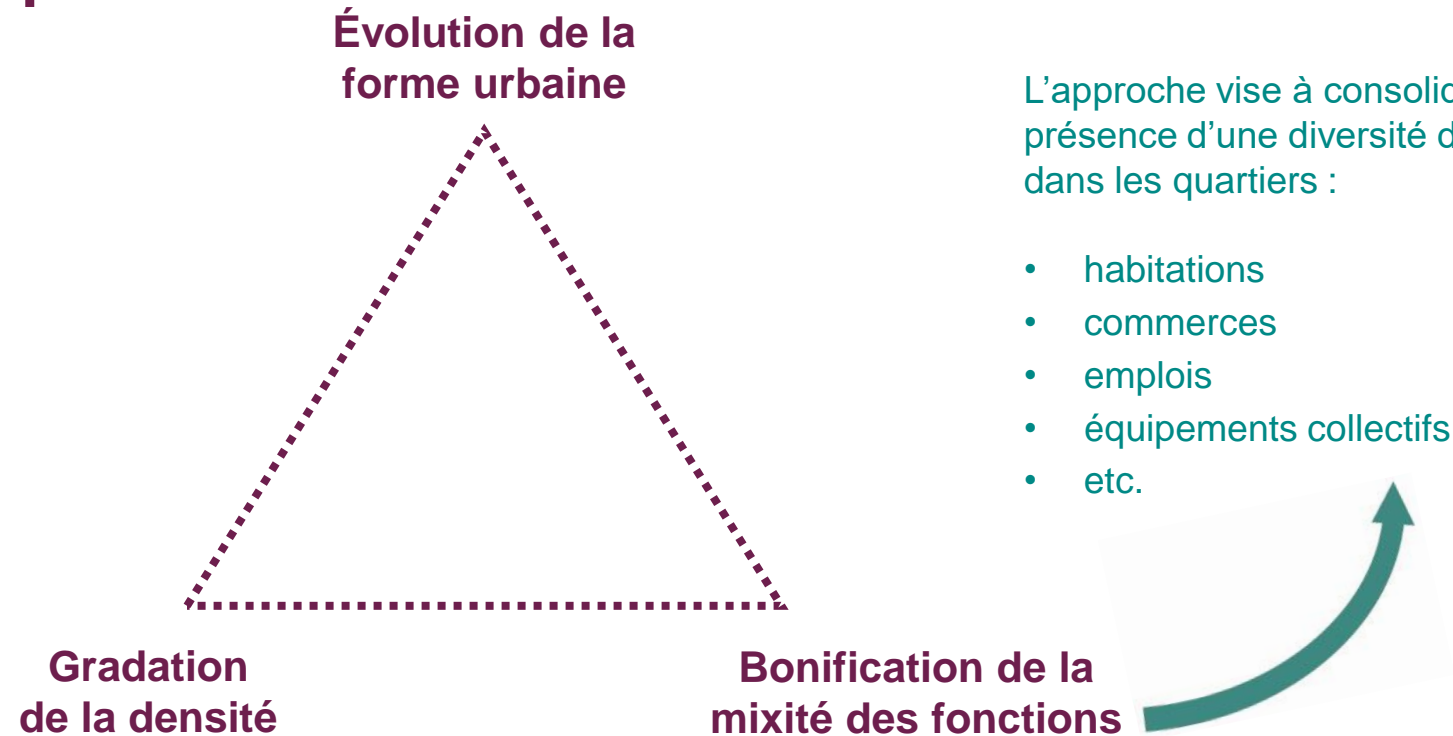 Évolution de la
forme urbaine
L’approche vise à
présence d’une diversité
dans les quartiers :
• habitations
• commerces
• emplois
• équipements collectifs
• etc.
Gradation
de la densité
Bonification de la
mixité des fonctions